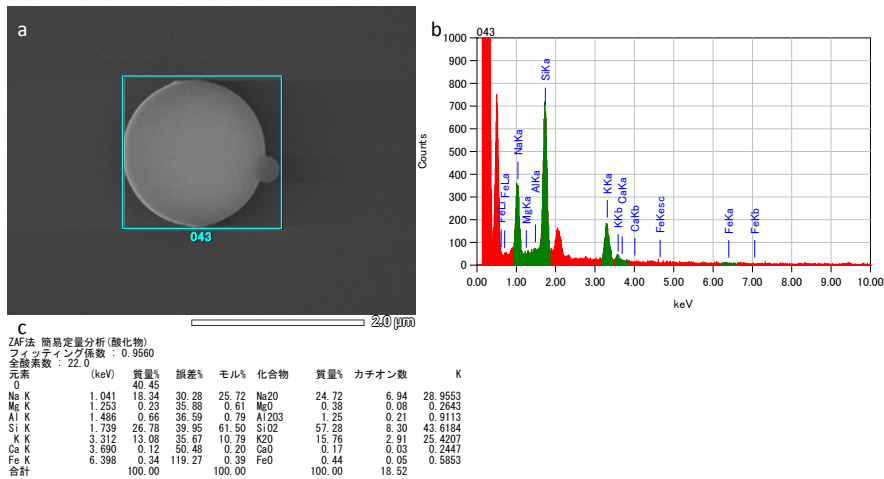 a
043
2.0 μm
b
043
1000
900
800
700
600
500
400
300
200
100
0
Counts
FeLl
FeLa
NaKa
MgKa
AlKa
SiKa
KKa
KKb
CaKa
CaKb
FeKesc
FeKa
FeKb
0.00 1.00 2.00 3.00 4.00 5.00 6.00 7.00 8.00 9.00 10.00
keV
c
ZAF法 簡易定量分析(酸化物)
フィッティング係数 : 0.9560
全酸素数 : 22.0
元素 (keV) 質量% 誤差% モル% 化合物 質量% カチオン数 K
O 40.45
Na K 1.041 18.34 30.28 25.72 Na2O 24.72 6.94 28.9553
Mg K 1.253 0.23 35.88 0.61 MgO 0.38 0.08 0.2643
Al K 1.486 0.66 36.59 0.79 Al2O3 1.25 0.21 0.9113
Si K 1.739 26.78 39.95 61.50 SiO2 57.28 8.30 43.6184
K K 3.312 13.08 35.67 10.79 K2O 15.76 2.91 25.4207
Ca K 3.690 0.12 50.48 0.20 CaO 0.17 0.03 0.2447
Fe K 6.398 0.34 119.27 0.39 FeO 0.44 0.05 0.5853
合計 100.00 100.00 100.00 18.52